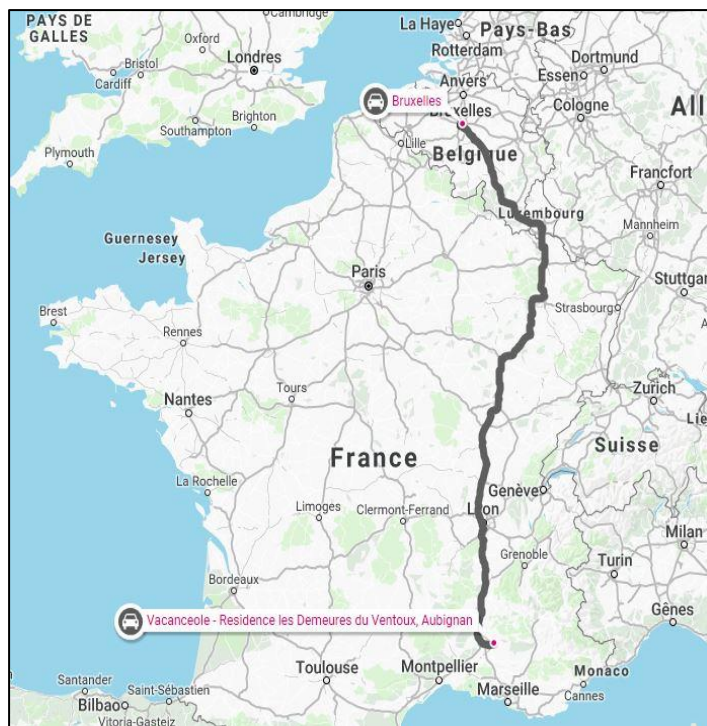 PAYS DE
GALLES
Oxford
Cambridge
La Haye
Pays-Bas
Londres
Rotterdam
Bristol
Cardiff
Dortmund
Essen
Anvers
Southampton
Brighton
Bruxelles
Bruxelles
Cologne
All
Plymouth
Lille
Belgique
Francfort
Luxembourg
Mannheim
Guernesey
Jersey
Paris
Stuttgar
Strasbourg
Brest
Rennes
Zurich
Nantes
Tours
Lie
Suisse
France
Genève
La Rochelle
Limoges
Clermont-Ferrand
Lyon
Milan
Grenoble
Turin
Bordeaux
Vacanceole - Residence les Demeures du Ventoux, Aubignan
Gênes
Toulouse
Montpellier
Monaco
Santander
Saint-Sébastien
Cannes
Bilbao
Marseille
Vitoria-Gasteiz